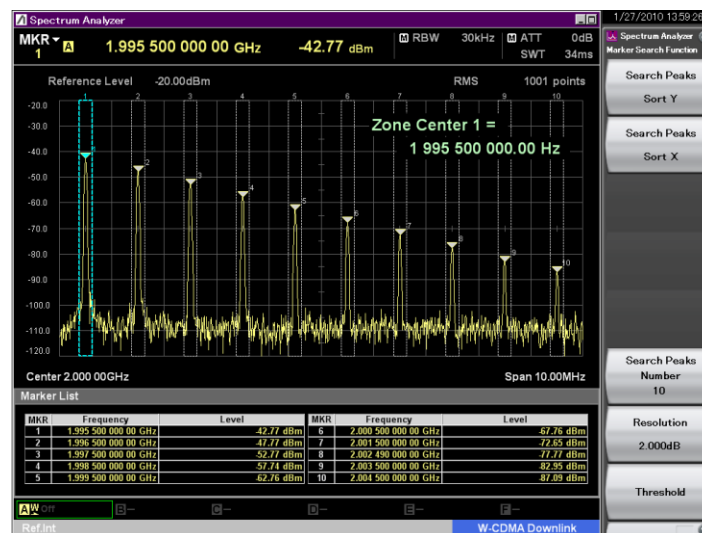 Spectrum Analyzer
1/27/2010 13:59:26
MKR
1
A
1.995 500 000 00 GHz
-42.77 dBm
M RBW 30kHz
M ATT 0dB
SWT 34ms
Spectrum Analyzer
Marker Search Function
Reference Level -20.00dBm RMS 1001 points
Search Peaks
Sort Y
Search Peaks
Sort X
1 2 3 4 5 6 7 8 9 10
Zone Center 1 =
1 995 500 000.00 Hz
-20.0
-30.0
-40.0
-50.0
-60.0
-70.0
-80.0
-90.0
-100.0
-110.0
-120.0
2
3
4
5
6
7
8
9
10
Center 2.000 00GHz Span 10.00MHz
Search Peaks
Number
10
Resolution
2.000dB
Threshold
Marker List
MKR Frequency Level MKR Frequency Level
1 1.995 500 000 00 GHz -42.77 dBm 6 2.000 500 000 00 GHz -67.76 dBm
2 1.996 500 000 00 GHz -47.77 dBm 7 2.001 500 000 00 GHz -72.65 dBm
3 1.997 500 000 00 GHz -52.77 dBm 8 2.002 490 000 00 GHz -77.77 dBm
4 1.998 500 000 00 GHz -57.74 dBm 9 2.003 500 000 00 GHz -82.95 dBm
5 1.999 500 000 00 GHz -62.76 dBm 10 2.004 500 000 00 GHz -87.09 dBm
A W Off B- C- D- E- F-
Ref.Int W-CDMA Downlink